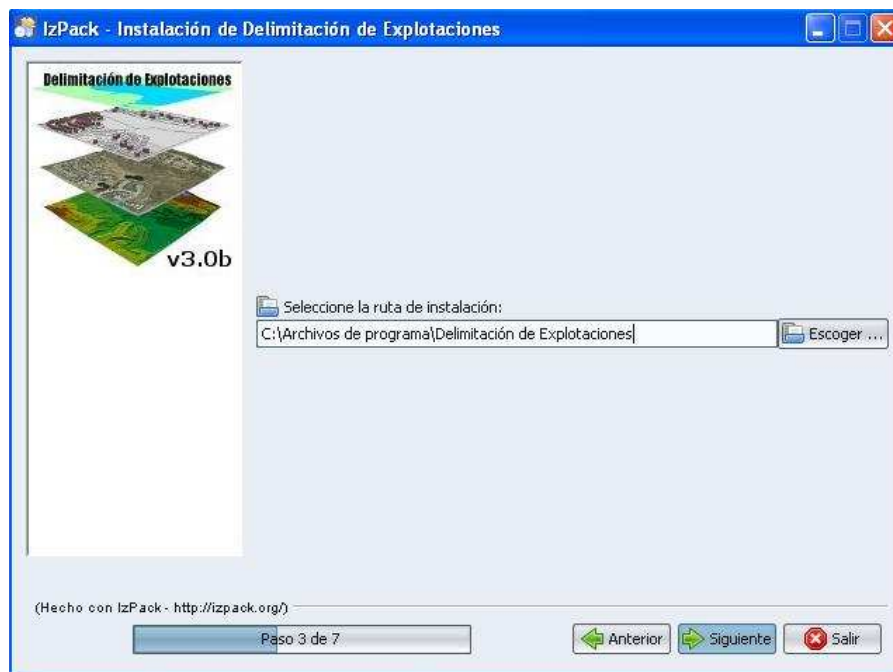 IzPack - Instalación de Delimitación de Explotaciones
Delimitación de Explotaciones
v3.0b
Seleccione la ruta de instalación:
C:\Archivos de programa\Delimitación de Explotaciones
Escoger ...
(Hecho con IzPack - http://izpack.org/)
Paso 3 de 7
Anterior
Siguiente
Salir